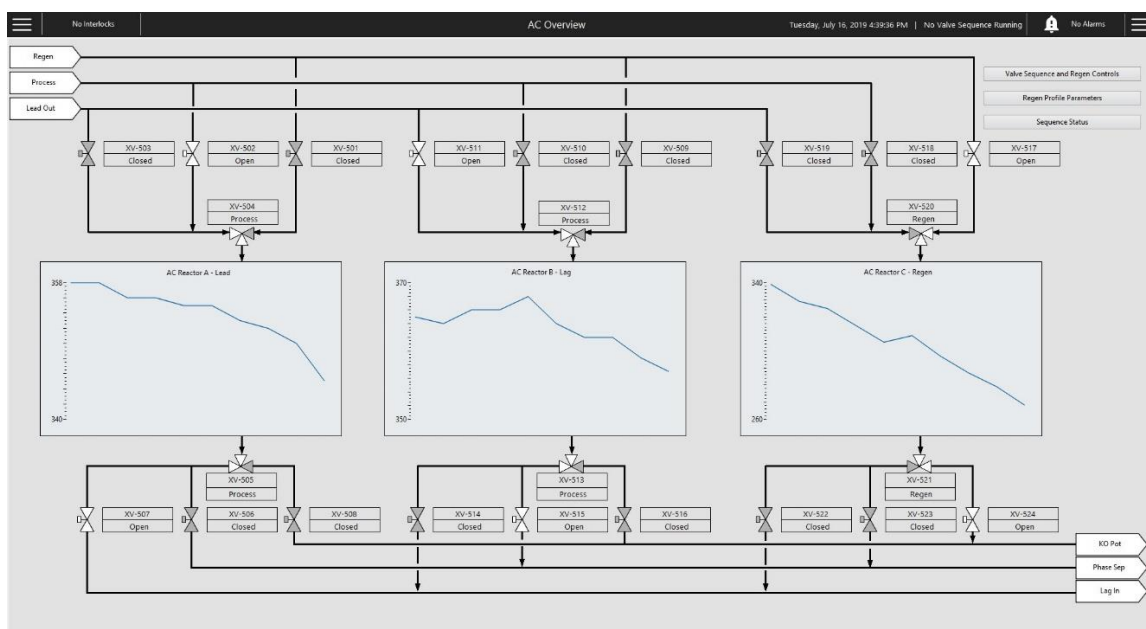 No Interlocks
AC Overview
Tuesday, July 16, 2019 4:39:36 PM | No Valve Sequence Running
No Alarms
Regen
Process
Lead Out
Valve Sequence and Regen Controls
Regen Profile Parameters
Sequence Status
XV-503
Closed
XV-502
Open
XV-501
Closed
XV-511
Open
XV-510
Closed
XV-509
Closed
XV-519
Closed
XV-518
Closed
XV-517
Open
XV-504
Process
XV-512
Process
XV-520
Regen
AC Reactor A - Lead
358
340
AC Reactor B - Lag
370
350
AC Reactor C - Regen
340
260
XV-505
Process
XV-513
Process
XV-521
Regen
XV-507
Open
XV-506
Closed
XV-508
Closed
XV-514
Closed
XV-515
Open
XV-516
Closed
XV-522
Closed
XV-523
Closed
XV-524
Open
KO Pot
Phase Sep
Lag In